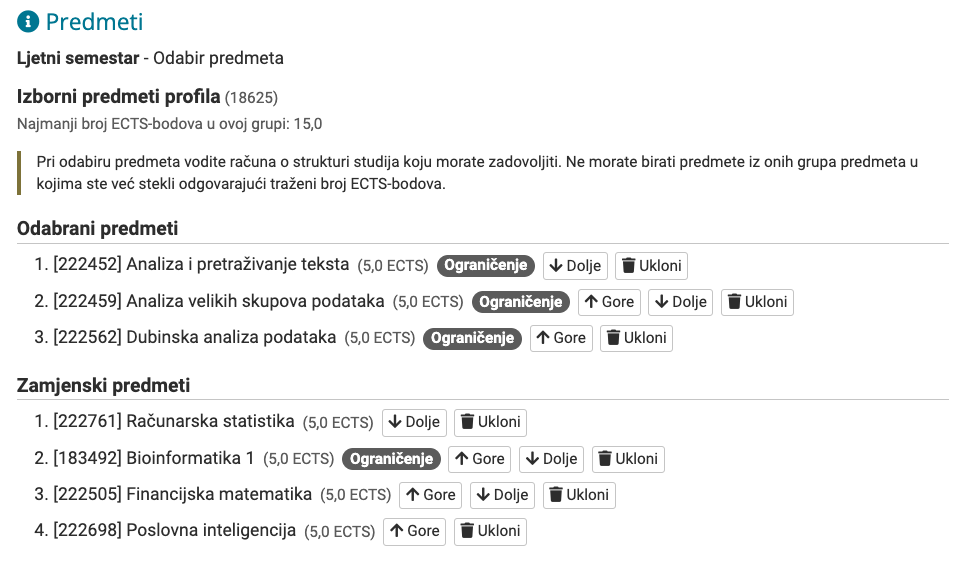 Predmeti
Ljetni semestar - Odabir predmeta
Izborni predmeti profila (18625)
Najmanji broj ECTS-bodova u ovoj grupi: 15,0
Pri odabiru predmeta vodite računa o strukturi studija koju morate zadovoljiti. Ne morate birati predmete iz onih grupa predmeta u
kojima ste već stekli odgovarajući traženi broj ECTS-bodova.
Odabrani predmeti
1. [222452] Analiza i pretraživanje teksta (5,0 ECTS) Ograničenje Dolje Ukloni
2. [222459] Analiza velikih skupova podataka (5,0 ECTS) Ograničenje Gore Dolje Ukloni
3. [222562] Dubinska analiza podataka (5,0 ECTS) Ograničenje Gore Ukloni
Zamjenski predmeti
1. [222761] Računarska statistika (5,0 ECTS) Dolje Ukloni
2. [183492] Bioinformatika 1 (5,0 ECTS) Ograničenje Gore Dolje Ukloni
3. [222505] Financijska matematika (5,0 ECTS) Gore Dolje Ukloni
4. [222698] Poslovna inteligencija (5,0 ECTS) Gore Ukloni